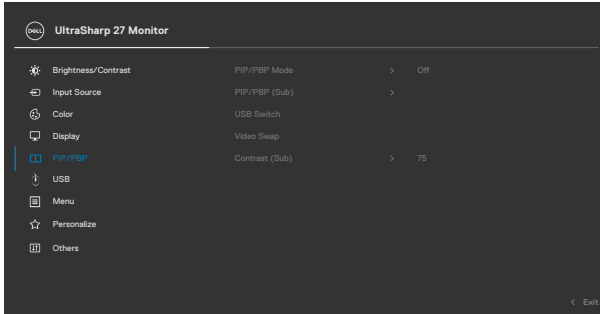 DELL UltraSharp 27 Monitor
Brightness/Contrast PIP/PBP Mode > Off
Input Source PIP/PBP (Sub) >
Color USB Switch
Display Video Swap
PIP/PBP Contrast (Sub) > 75
USB
Menu
Personalize
Others
< Exit